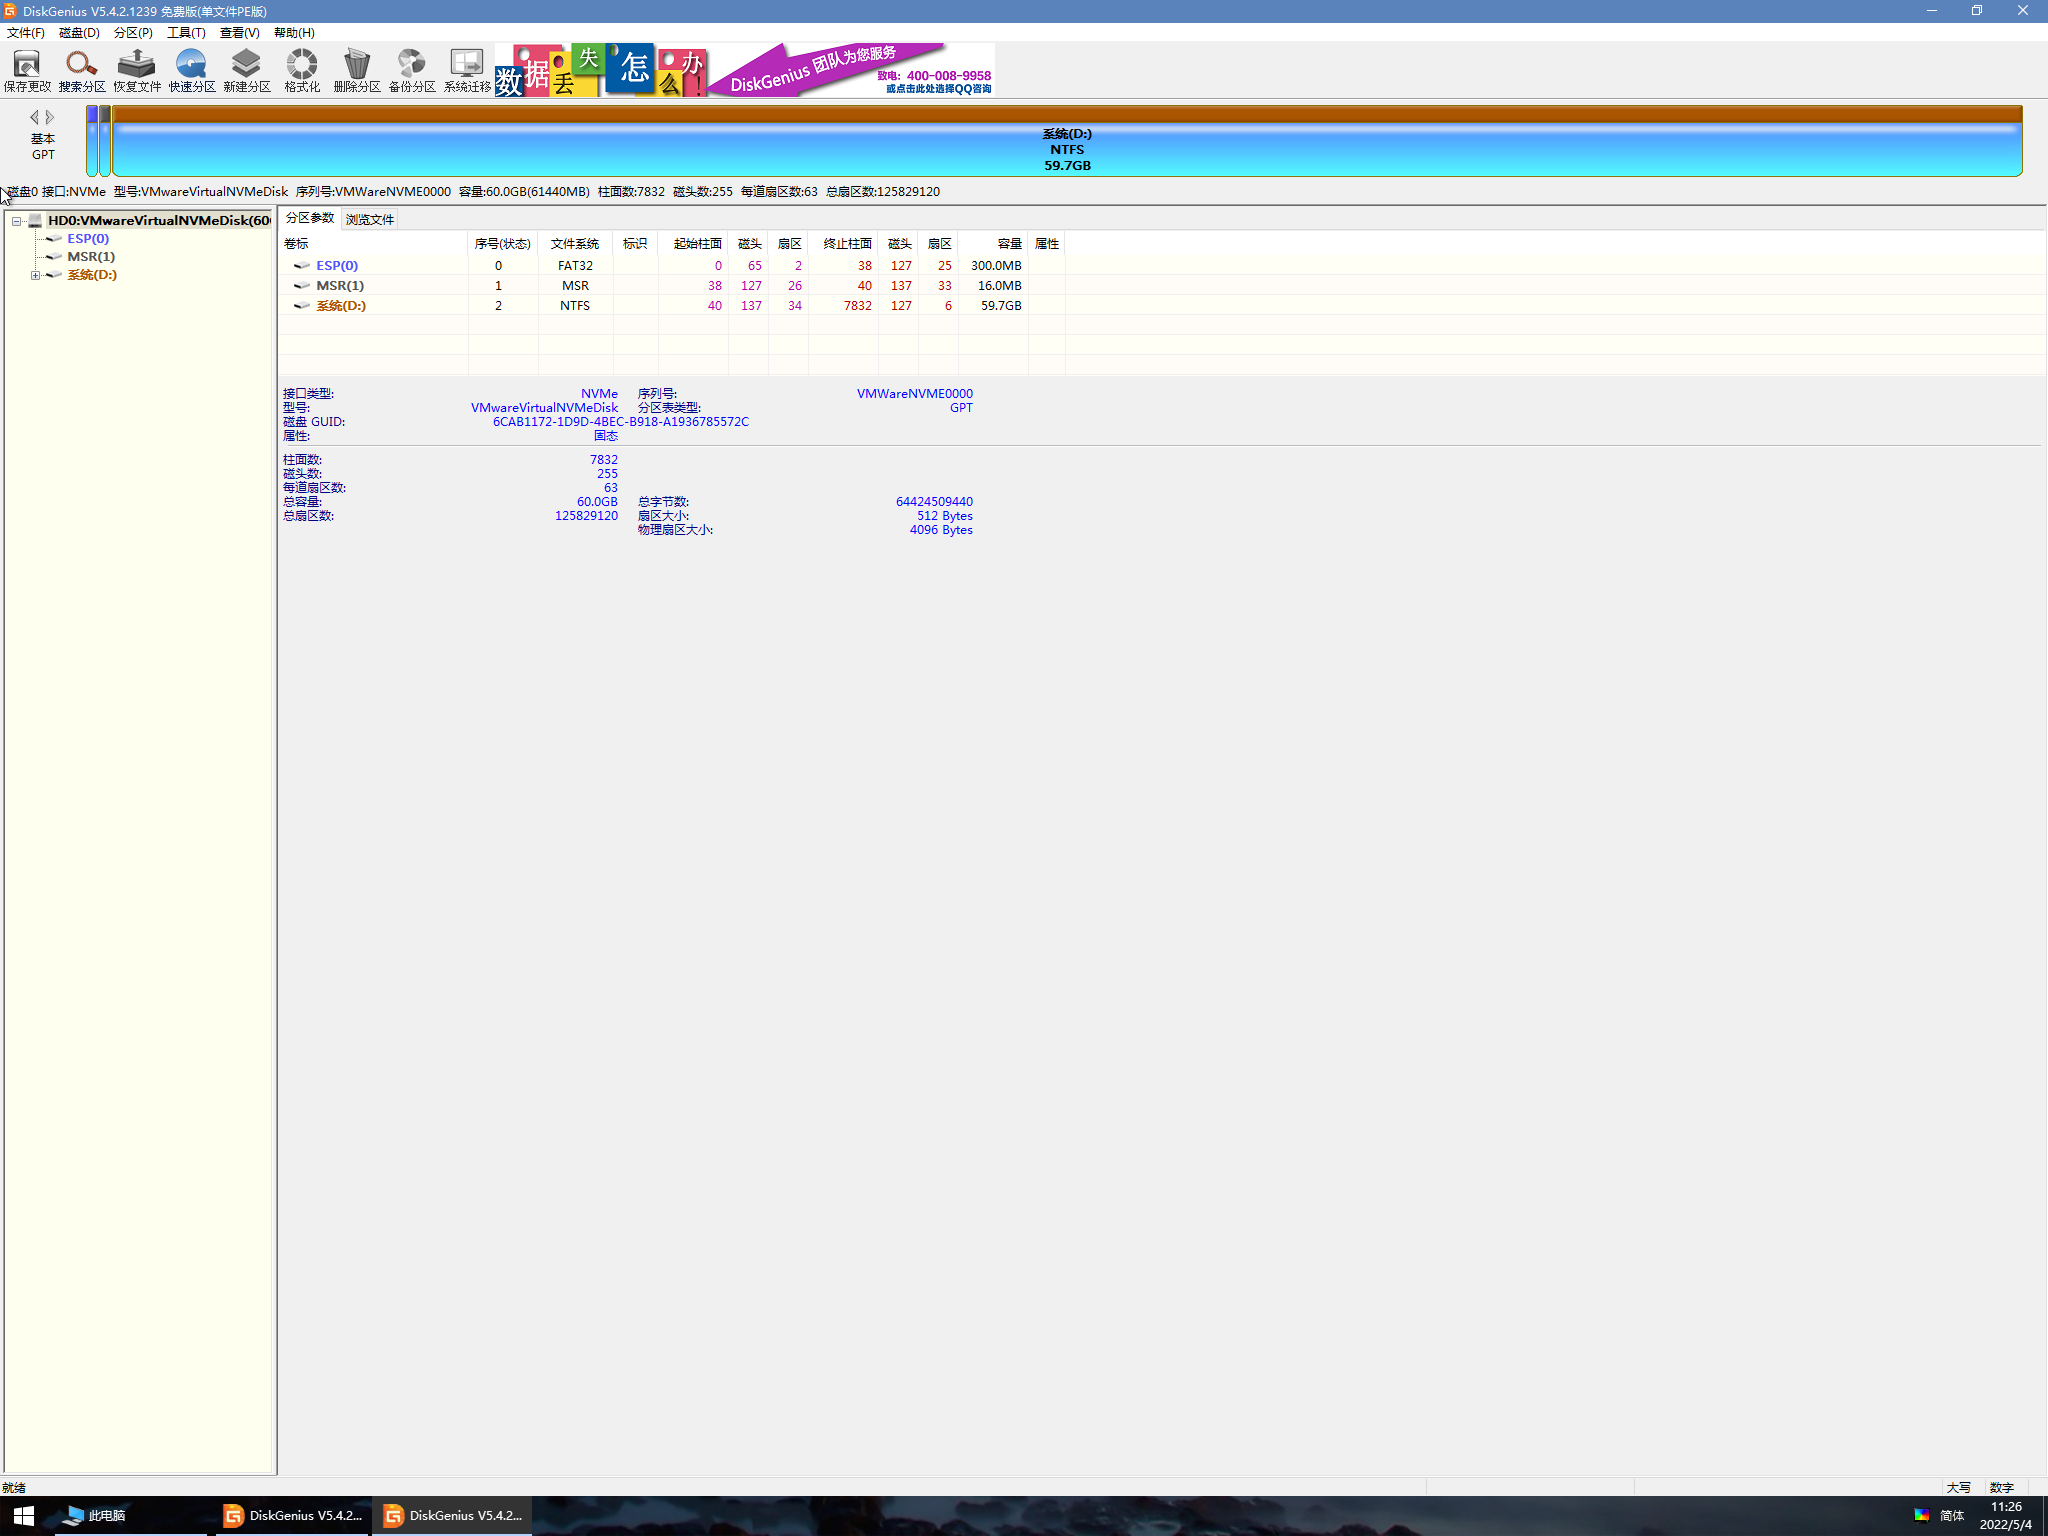 DiskGenius V5.4.2.1239 免费版(单文件PE版)
文件(F) 磁盘(D) 分区(P) 工具(T) 查看(V) 帮助(H)
保存更改 搜索分区 恢复文件 快速分区 新建分区 格式化 删除分区 备份分区 系统迁移
数据丢失怎么办!
DiskGenius 团队为您服务
致电：400-008-9958
或点击此处选择QQ咨询
基本
GPT
系统(D:)
NTFS
59.7GB
磁盘0 接口:NVMe 型号:VMwareVirtualNVMeDisk 序列号:VMWareNVME0000 容量:60.0GB(61440MB) 柱面数:7832 磁头数:255 每道扇区数:63 总扇区数:125829120
HD0:VMwareVirtualNVMeDisk(60
ESP(0)
MSR(1)
系统(D:)
分区参数 浏览文件
卷标 序号(状态) 文件系统 标识 起始柱面 磁头 扇区 终止柱面 磁头 扇区 容量 属性
ESP(0) 0 FAT32 0 65 2 38 127 25 300.0MB
MSR(1) 1 MSR 38 127 26 40 137 33 16.0MB
系统(D:) 2 NTFS 40 137 34 7832 127 6 59.7GB
接口类型: NVMe 序列号: VMWareNVME0000
型号: VMwareVirtualNVMeDisk 分区表类型: GPT
磁盘 GUID: 6CAB1172-1D9D-4BEC-B918-A1936785572C
属性: 固态
柱面数: 7832
磁头数: 255
每道扇区数: 63
总容量: 60.0GB 总字节数: 64424509440
总扇区数: 125829120 扇区大小: 512 Bytes
物理扇区大小: 4096 Bytes
就绪 大写 数字
此电脑 DiskGenius V5.4.2... DiskGenius V5.4.2... 简体 11:26
2022/5/4